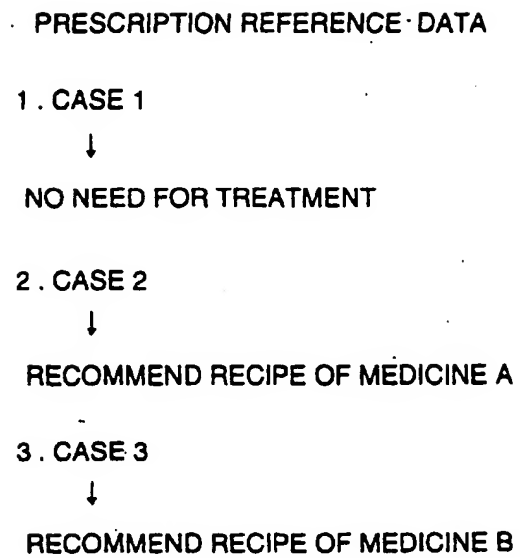 PRESCRIPTION REFERENCE DATA
1. CASE 1
↓
NO NEED FOR TREATMENT
2. CASE 2
↓
RECOMMEND RECIPE OF MEDICINE A
3. CASE 3
↓
RECOMMEND RECIPE OF MEDICINE B